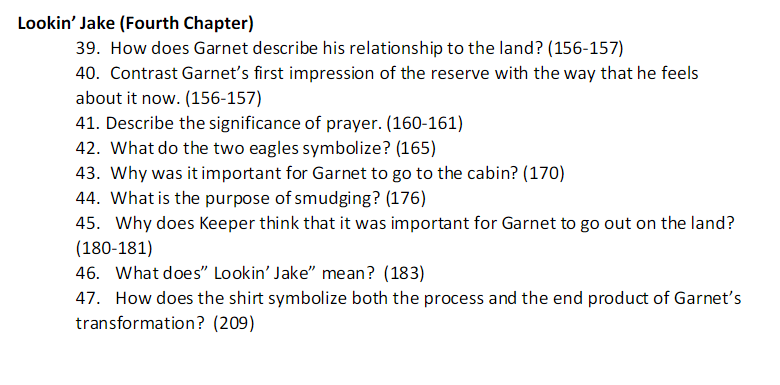 Lookin' Jake (Fourth Chapter)
39.  How does Garnet describe his relationship to the land? (156-157)
40.  Contrast Garnet's first impression of the reserve with the way that he feels
about it now. (156-157)
41. Describe the significance of prayer. (160-161)
42.  What do the two eagles symbolize? (165)
43.  Why was it important for Garnet to go to the cabin? (170)
44.  What is the purpose of smudging? (176)
45.   Why does Keeper think that it was important for Garnet to go out on the land?
(180-181)
46.   What does” Lookin’ Jake” mean?  (183)
47.   How does the shirt symbolize both the process and the end product of Garnet’s
transformation?  (209)